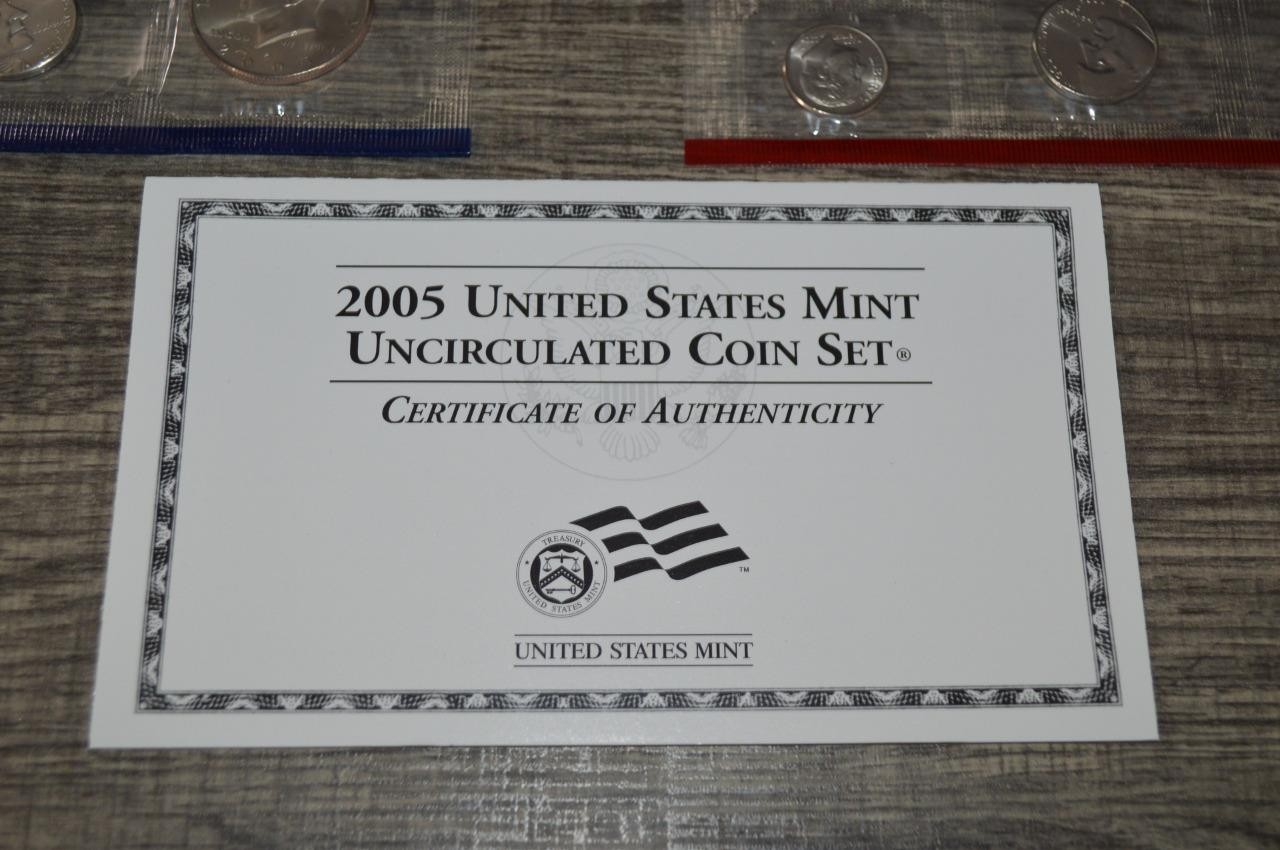 2005 UNITED STATES MINT
UNCIRCULATED COIN SET®
CERTIFICATE OF AUTHENTICITY
TREASURY
UNITED STATES MINT
™
UNITED STATES MINT